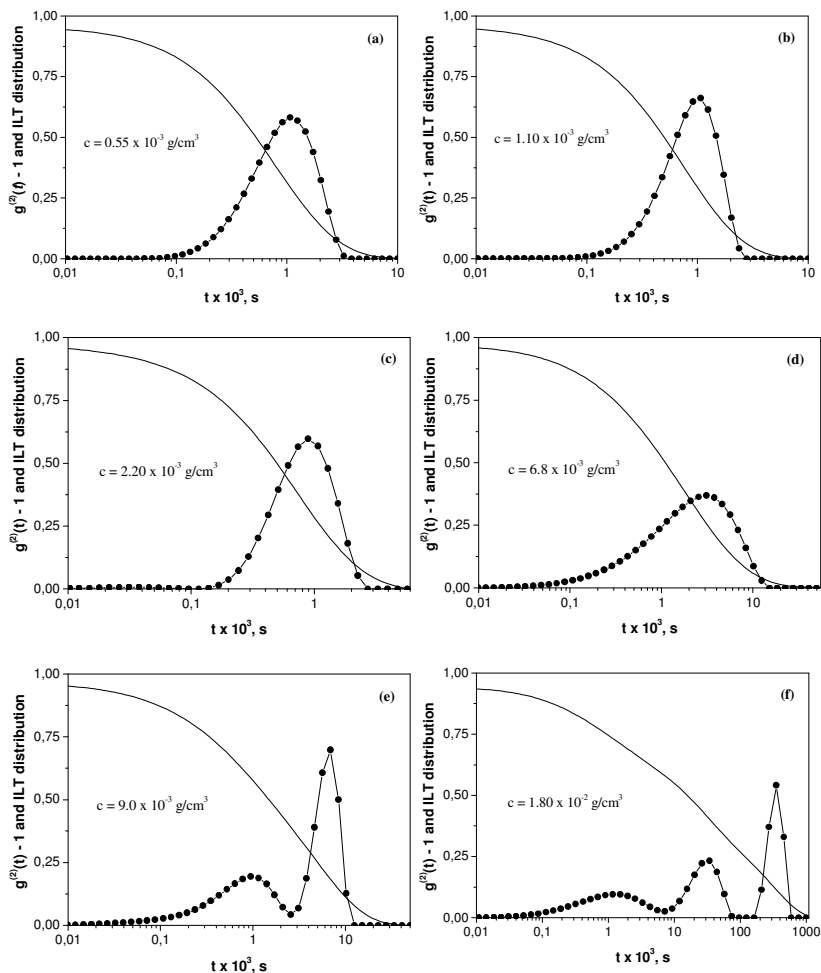 1,00
0,75
0,50
0,25
0,00
0,01 0,1 1 10
t x 10³, s
g⁽²⁾(t) - 1 and ILT distribution
(a)
c = 0.55 x 10⁻³ g/cm³
1,00
0,75
0,50
0,25
0,00
0,01 0,1 1 10
t x 10³, s
g⁽²⁾(t) - 1 and ILT distribution
(b)
c = 1.10 x 10⁻³ g/cm³
1,00
0,75
0,50
0,25
0,00
0,01 0,1 1
t x 10³, s
g⁽²⁾(t) - 1 and ILT distribution
(c)
c = 2.20 x 10⁻³ g/cm³
1,00
0,75
0,50
0,25
0,00
0,01 0,1 1 10
t x 10³, s
g⁽²⁾(t) - 1 and ILT distribution
(d)
c = 6.8 x 10⁻³ g/cm³
1,00
0,75
0,50
0,25
0,00
0,01 0,1 1 10
t x 10³, s
g⁽²⁾(t) - 1 and ILT distribution
(e)
c = 9.0 x 10⁻³ g/cm³
1,00
0,75
0,50
0,25
0,00
0,01 0,1 1 10 100 1000
t x 10³, s
g⁽²⁾(t) - 1 and ILT distribution
(f)
c = 1.80 x 10⁻² g/cm³